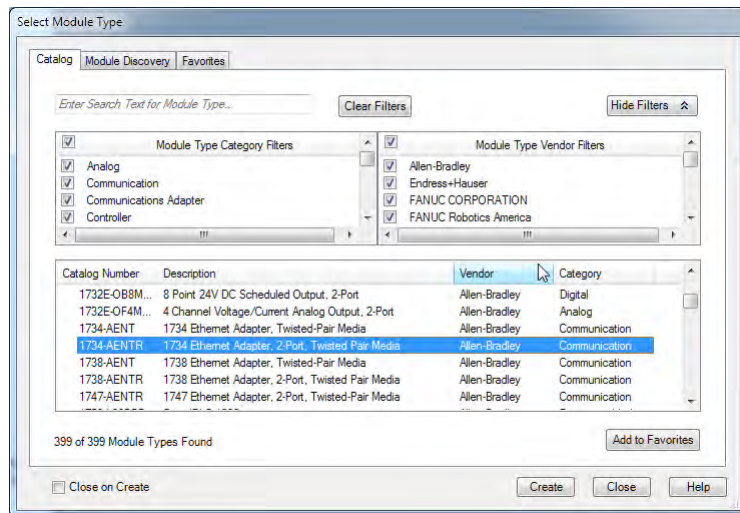 Select Module Type
Catalog Module Discovery Favorites
Enter Search Text for Module Type... Clear Filters Hide Filters
Module Type Category Filters Module Type Vendor Filters
Analog Allen-Bradley
Communication Endress+Hauser
Communications Adapter FANUC CORPORATION
Controller FANUC Robotics America
Catalog Number Description Vendor Category
1732E-OB8M... 8 Point 24V DC Scheduled Output, 2-Port Allen-Bradley Digital
1732E-OF4M... 4 Channel Voltage/Current Analog Output, 2-Port Allen-Bradley Analog
1734-AENT 1734 Ethernet Adapter, Twisted-Pair Media Allen-Bradley Communication
1734-AENTR 1734 Ethernet Adapter, 2-Port, Twisted-Pair Media Allen-Bradley Communication
1738-AENT 1738 Ethernet Adapter, Twisted-Pair Media Allen-Bradley Communication
1738-AENTR 1738 Ethernet Adapter, 2-Port, Twisted Pair Media Allen-Bradley Communication
1747-AENTR 1747 Ethernet Adapter, 2-Port, Twisted Pair Media Allen-Bradley Communication
399 of 399 Module Types Found Add to Favorites
Close on Create Create Close Help